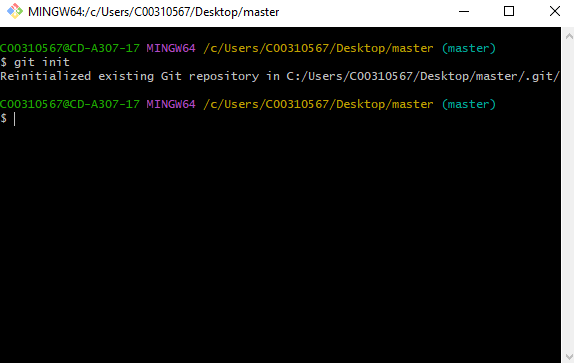 MINGW64:/c/Users/C00310567/Desktop/master
C00310567@CD-A307-17 MINGW64 /c/Users/C00310567/Desktop/master (master)
$ git init
Reinitialized existing Git repository in C:/Users/C00310567/Desktop/master/.git/
C00310567@CD-A307-17 MINGW64 /c/Users/C00310567/Desktop/master (master)
$